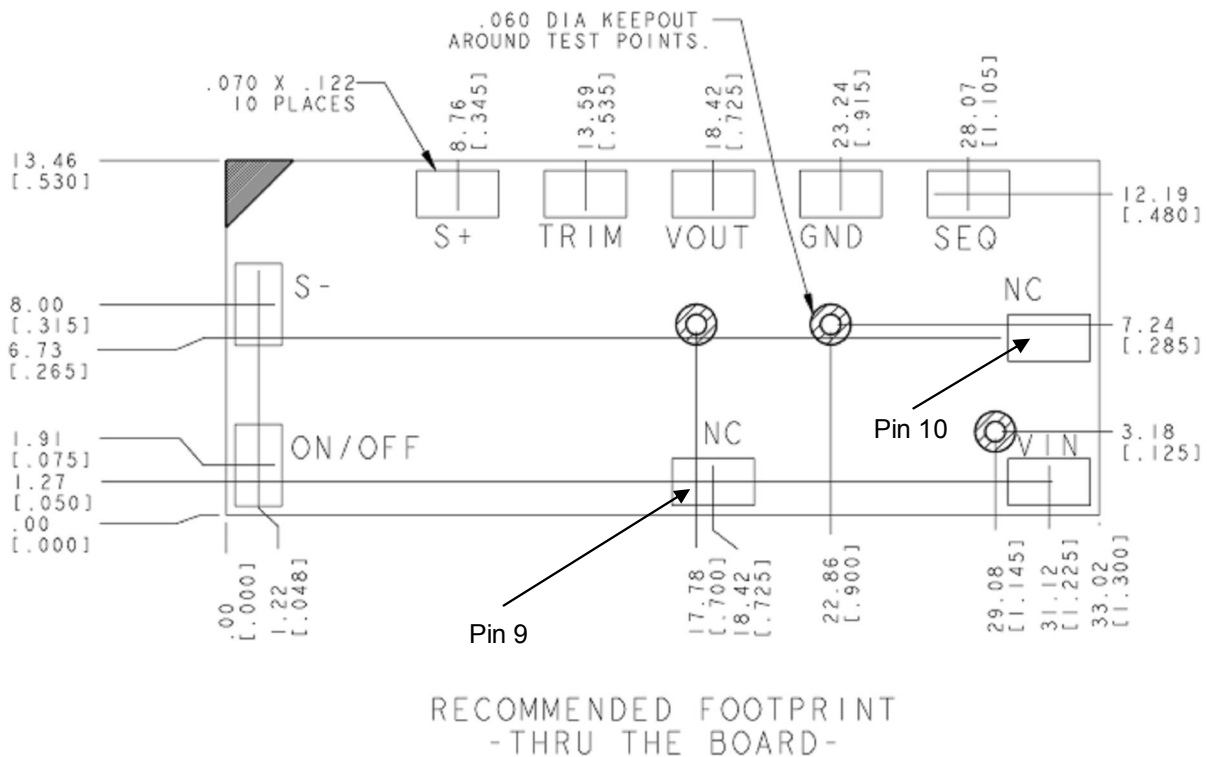 .060 DIA KEEPOUT
AROUND TEST POINTS.
.070 X .122
10 PLACES
8.76
[.345]
13.59
[.535]
18.42
[.725]
23.24
[.915]
28.07
[1.105]
13.46
[.530]
12.19
[.480]
S+
TRIM
VOUT
GND
SEQ
S-
NC
8.00
[.315]
7.24
[.285]
6.73
[.265]
Pin 10
NC
ON/OFF
1.91
[.075]
3.18
[.125]
VIN
1.27
[.050]
.00
[.000]
.00
[.000]
1.22
[.048]
17.78
[.700]
18.42
[.725]
22.86
[.900]
29.08
[1.145]
31.12
[1.225]
33.02
[1.300]
Pin 9
RECOMMENDED FOOTPRINT
-THRU THE BOARD-